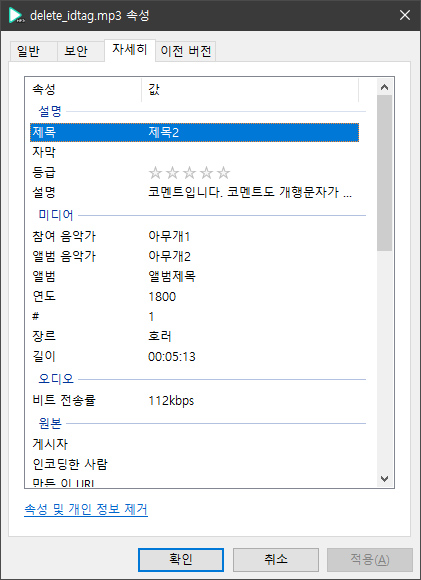 delete_idtag.mp3 속성
일반 보안 자세히 이전 버전
속성 값
설명
제목 제목2
자막
등급
설명 코멘트입니다. 코멘트도 개행문자가 ...
미디어
참여 음악가 아무개1
앨범 음악가 아무개2
앨범 앨범제목
연도 1800
# 1
장르 호러
길이 00:05:13
오디오
비트 전송률 112kbps
원본
게시자
인코딩한 사람
만든 이 URL
속성 및 개인 정보 제거
확인 취소 적용(A)